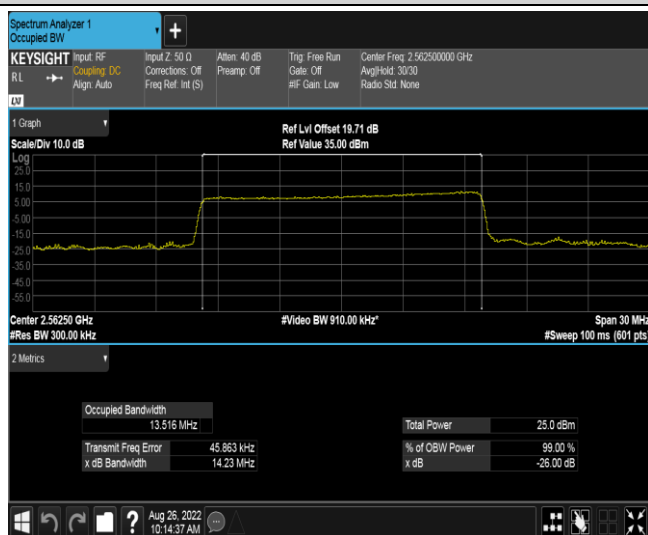 Spectrum Analyzer 1
Occupied BW
KEYSIGHT
R L
LXI
Input: RF
Coupling: DC
Align: Auto
Input Z: 50 Ω
Corrections: Off
Freq Ref: Int (S)
Atten: 40 dB
Preamp: Off
Trig: Free Run
Gate: Off
#IF Gain: Low
Center Freq: 2.562500000 GHz
Avg|Hold: 30/30
Radio Std: None
1 Graph
Scale/Div 10.0 dB
Ref Lvl Offset 19.71 dB
Ref Value 35.00 dBm
Log
25.0
15.0
5.00
-5.00
-15.0
-25.0
-35.0
-45.0
-55.0
Center 2.56250 GHz
#Video BW 910.00 kHz*
Span 30 MHz
#Res BW 300.00 kHz
#Sweep 100 ms (601 pts)
2 Metrics
Occupied Bandwidth
13.516 MHz
Total Power 25.0 dBm
Transmit Freq Error 45.863 kHz
% of OBW Power 99.00 %
x dB Bandwidth 14.23 MHz
x dB -26.00 dB
?
Aug 26, 2022
10:14:37 AM